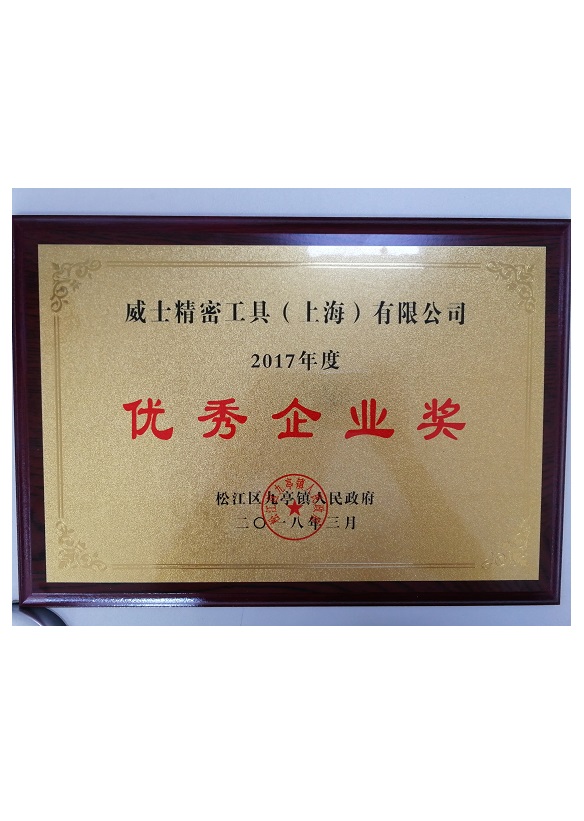 威士精密工具（上海）有限公司
2017年度
优秀企业奖
松江区九亭镇人民政府
二〇一八年三月